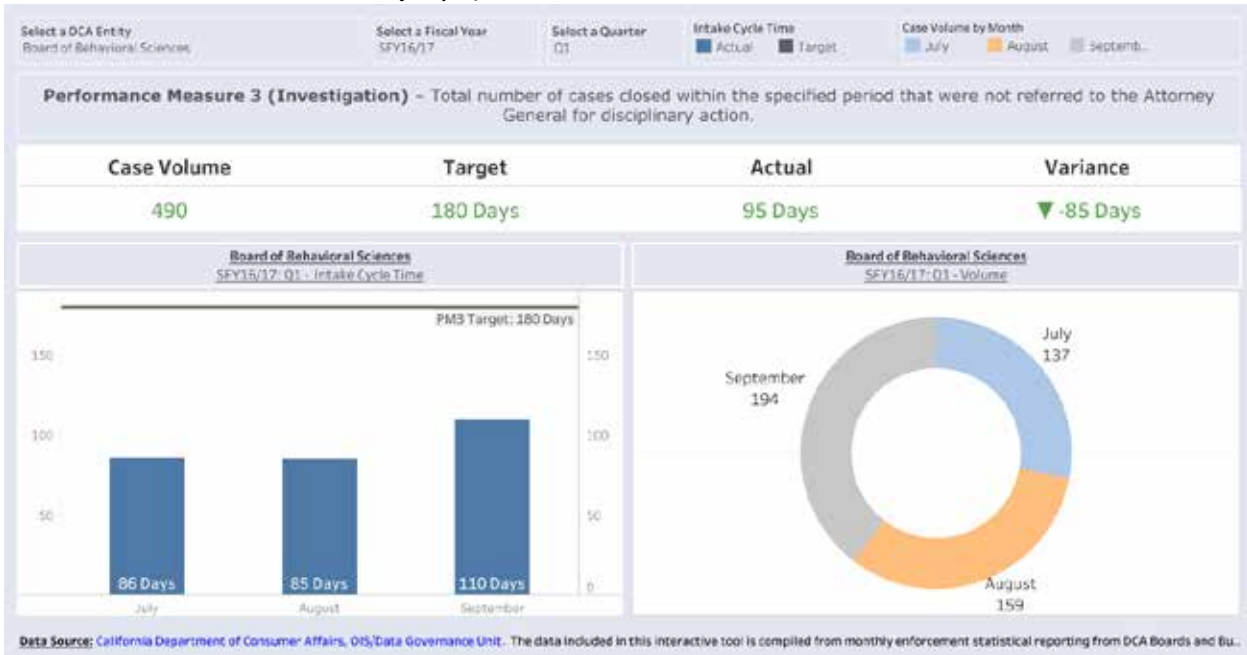 Select a DCA Entity
Board of Behavioral Sciences
Select a Fiscal Year
SFY16/17
Select a Quarter
Q1
Intake Cycle Time
Actual Target
Case Volume by Month
July August Septemb..
Performance Measure 3 (Investigation) – Total number of cases closed within the specified period that were not referred to the Attorney
General for disciplinary action.
Case Volume Target Actual Variance
490 180 Days 95 Days ▼ -85 Days
Board of Behavioral Sciences
SFY16/17: Q1 - Intake Cycle Time
PM3 Target: 180 Days
150 150
100 100
50 50
0
86 Days 85 Days 110 Days
July August September
Board of Behavioral Sciences
SFY16/17: Q1 - Volume
July
137
September
194
August
159
Data Source: California Department of Consumer Affairs, OIS/Data Governance Unit. The data included in this interactive tool is compiled from monthly enforcement statistical reporting from DCA Boards and Bu..